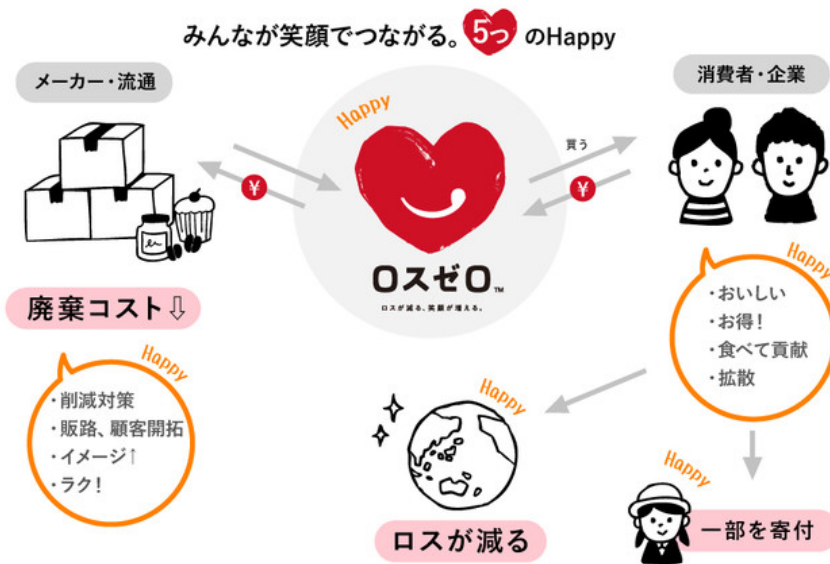 みんなが笑顔でつながる。5つのHappy
メーカー・流通
消費者・企業
Happy
買う
¥
¥
ロスゼロ™
ロスが減る、笑顔が増える。
廃棄コスト⇩
Happy
・削減対策
・販路、顧客開拓
・イメージ↑
・ラク！
Happy
・おいしい
・お得！
・食べて貢献
・拡散
Happy
ロスが減る
Happy
一部を寄付